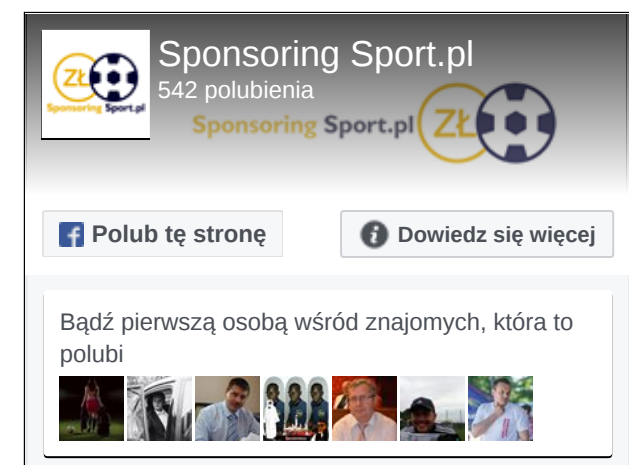 Sponsoring Sport.pl
542 polubienia
ZŁ
Sponsoring Sport.pl
Sponsoring Sport.pl
ZŁ
Polub tę stronę
Dowiedz się więcej
Bądź pierwszą osobą wśród znajomych, która to
polubi